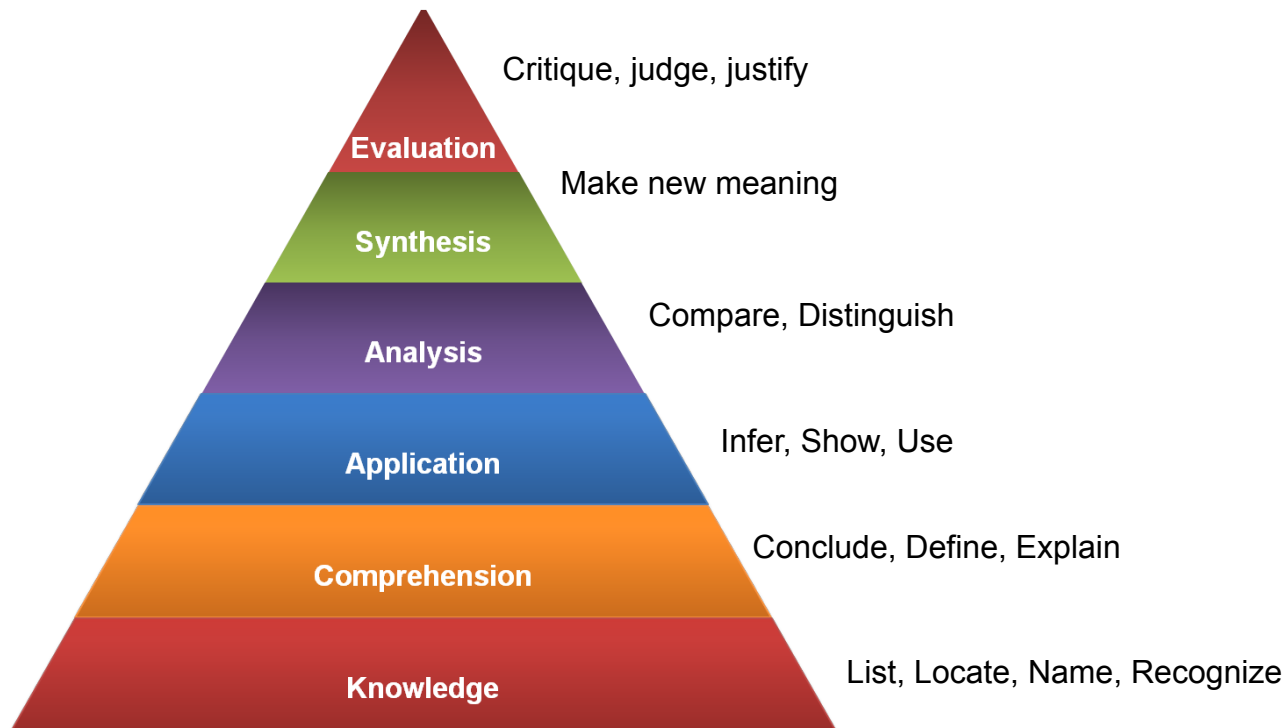 Critique, judge, justify
Evaluation
Make new meaning
Synthesis
Compare, Distinguish
Analysis
Infer, Show, Use
Application
Conclude, Define, Explain
Comprehension
List, Locate, Name, Recognize
Knowledge